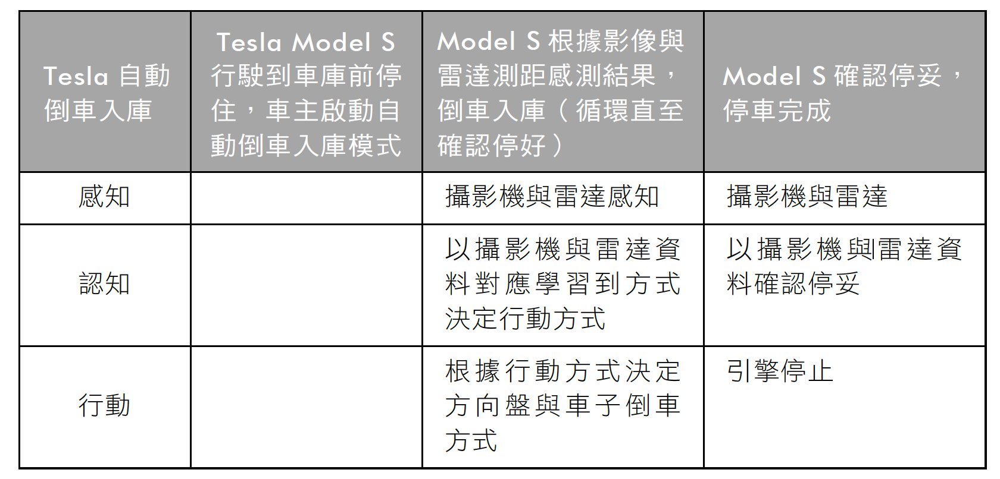 Tesla 自動
倒車入庫
Tesla Model S
行駛到車庫前停
住，車主啟動自
動倒車入庫模式
Model S 根據影像與
雷達測距感測結果，
倒車入庫（循環直至
確認停好）
Model S 確認停妥，
停車完成
感知
攝影機與雷達感知
攝影機與雷達
認知
以攝影機與雷達資
料對應學習到方式
決定行動方式
以攝影機與雷達資
料確認停妥
行動
根據行動方式決定
方向盤與車子倒車
方式
引擎停止